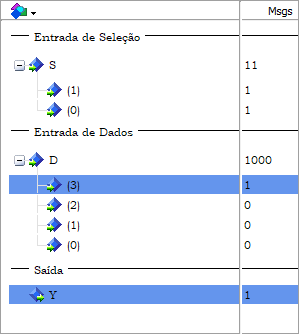 Msgs
Entrada de Seleção
S 11
(1) 1
(0) 1
Entrada de Dados
D 1000
(3) 1
(2) 0
(1) 0
(0) 0
Saída
Y 1